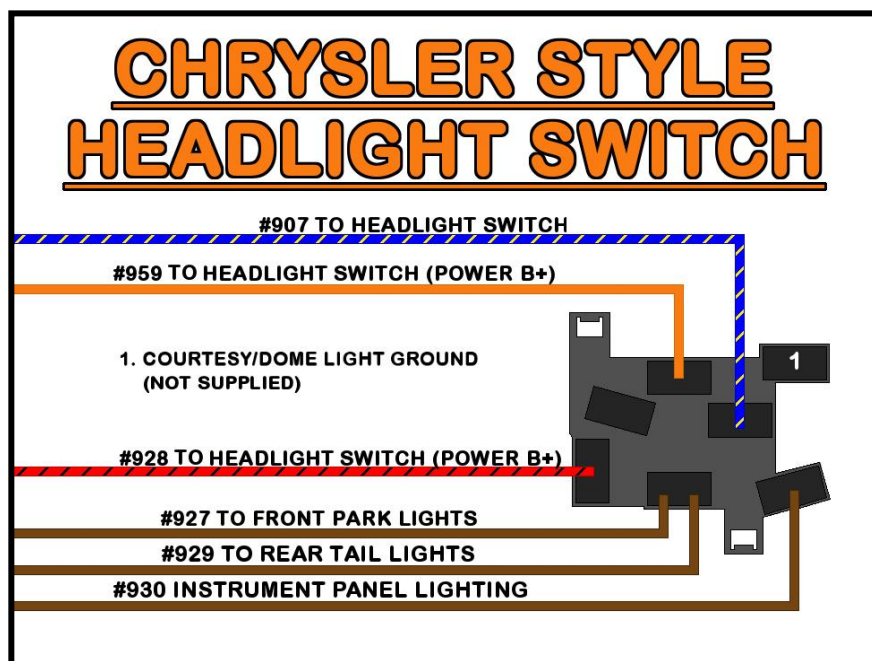 CHRYSLER STYLE
HEADLIGHT SWITCH
#907 TO HEADLIGHT SWITCH
#959 TO HEADLIGHT SWITCH (POWER B+)
1. COURTESY/DOME LIGHT GROUND
(NOT SUPPLIED)
1
#928 TO HEADLIGHT SWITCH (POWER B+)
#927 TO FRONT PARK LIGHTS
#929 TO REAR TAIL LIGHTS
#930 INSTRUMENT PANEL LIGHTING